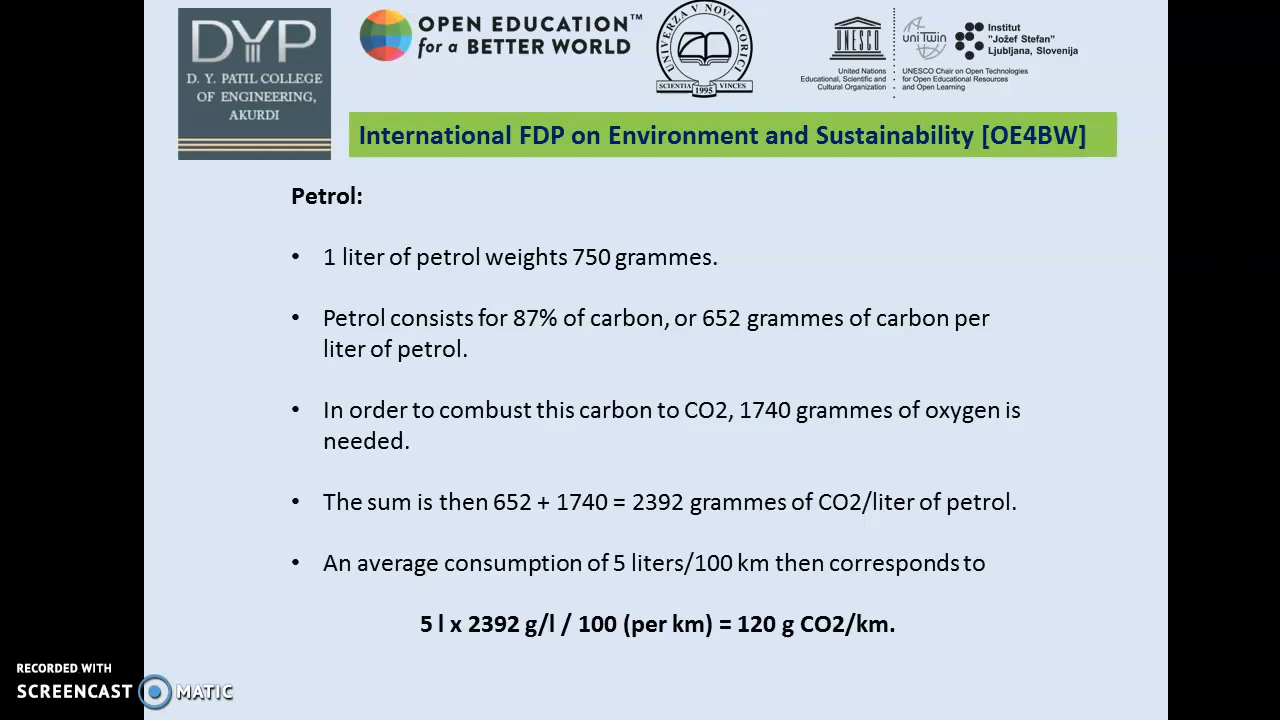 DYP
D. Y. PATIL COLLEGE
OF ENGINEERING,
AKURDI
OPEN EDUCATION™
for a BETTER WORLD
UNIVERZA V NOVI GORICI
SCIENTIA VINCES
1995
UNESCO
United Nations
Educational, Scientific and
Cultural Organization
uniTwin
Institut
"Jožef Stefan"
Ljubljana, Slovenija
UNESCO Chair on Open Technologies
for Open Educational Resources
and Open Learning
International FDP on Environment and Sustainability [OE4BW]
Petrol:
• 1 liter of petrol weights 750 grammes.
• Petrol consists for 87% of carbon, or 652 grammes of carbon per
liter of petrol.
• In order to combust this carbon to CO2, 1740 grammes of oxygen is
needed.
• The sum is then 652 + 1740 = 2392 grammes of CO2/liter of petrol.
• An average consumption of 5 liters/100 km then corresponds to
5 l x 2392 g/l / 100 (per km) = 120 g CO2/km.
RECORDED WITH
SCREENCAST MATIC